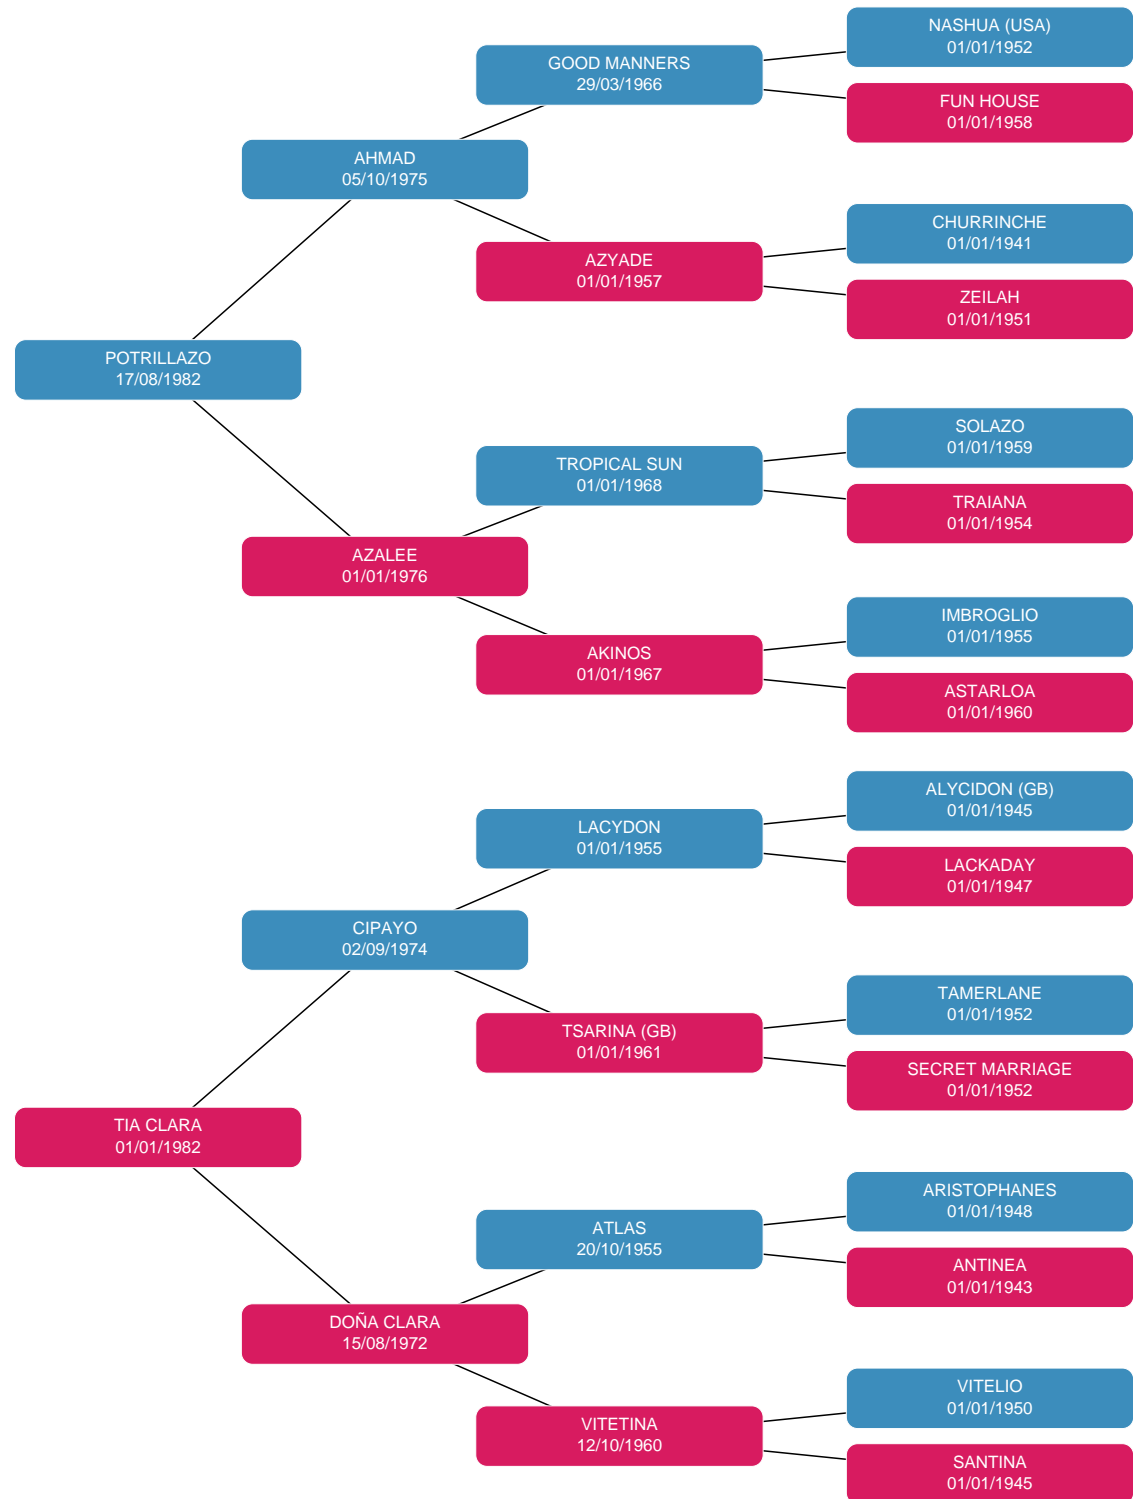 NASHUA (USA)
01/01/1952
GOOD MANNERS
29/03/1966
FUN HOUSE
01/01/1958
AHMAD
05/10/1975
CHURRINCHE
01/01/1941
AZYADE
01/01/1957
ZEILAH
01/01/1951
POTRILLAZO
17/08/1982
SOLAZO
01/01/1959
TROPICAL SUN
01/01/1968
TRAIANA
01/01/1954
AZALEE
01/01/1976
IMBROGLIO
01/01/1955
AKINOS
01/01/1967
ASTARLOA
01/01/1960
ALYCIDON (GB)
01/01/1945
LACYDON
01/01/1955
LACKADAY
01/01/1947
CIPAYO
02/09/1974
TAMERLANE
01/01/1952
TSARINA (GB)
01/01/1961
SECRET MARRIAGE
01/01/1952
TIA CLARA
01/01/1982
ARISTOPHANES
01/01/1948
ATLAS
20/10/1955
ANTINEA
01/01/1943
DOÑA CLARA
15/08/1972
VITELIO
01/01/1950
VITETINA
12/10/1960
SANTINA
01/01/1945